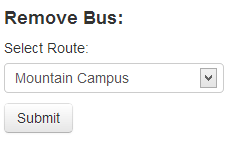 Remove Bus:
Select Route:
Mountain Campus
Submit